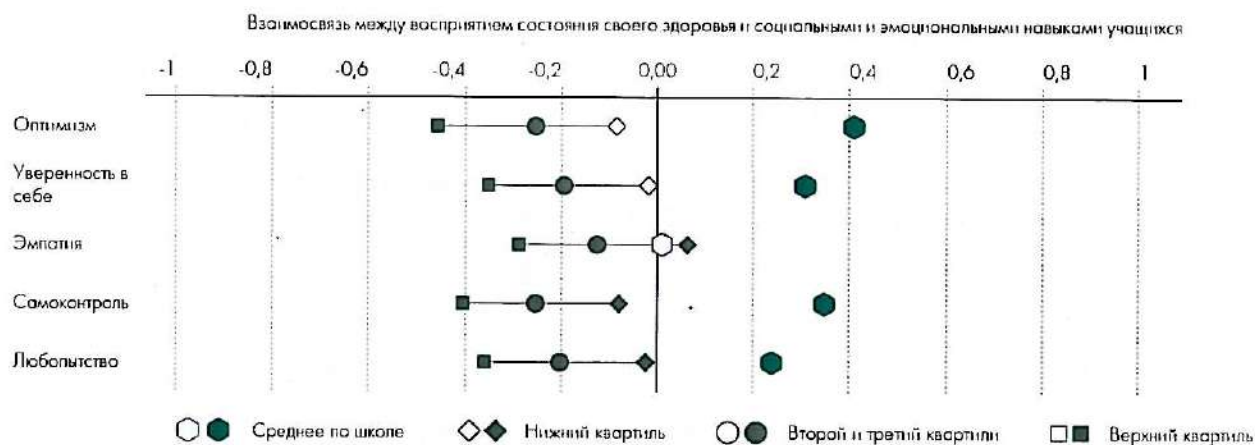 Взаимосвязь между восприятием состояния своего здоровья и социальными и эмоциональными навыками учащихся
-1 -0,8 -0,6 -0,4 -0,2 0,00 0,2 0,4 0,6 0,8 1
Оптимизм
Уверенность в
себе
Эмпатия
Самоконтроль
Любопытство
Среднее по школе Нижний квартиль Второй и третий квартили Верхний квартиль